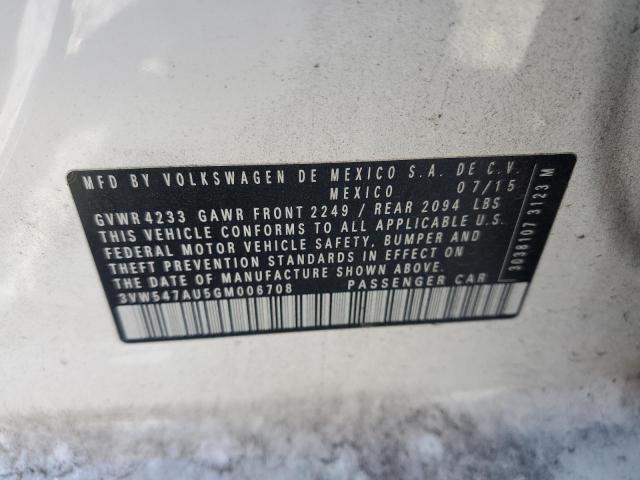 MFD BY VOLKSWAGEN DE MEXICO S.A. DE C.V.
MEXICO 07/15
GVWR 4233 GAWR FRONT 2249 / REAR 2094 LBS
THIS VEHICLE CONFORMS TO ALL APPLICABLE U.S.
FEDERAL MOTOR VEHICLE SAFETY, BUMPER AND
THEFT PREVENTION STANDARDS IN EFFECT ON
THE DATE OF MANUFACTURE SHOWN ABOVE.
3VW547AU5GM006708 PASSENGER CAR
3038107 3123 M